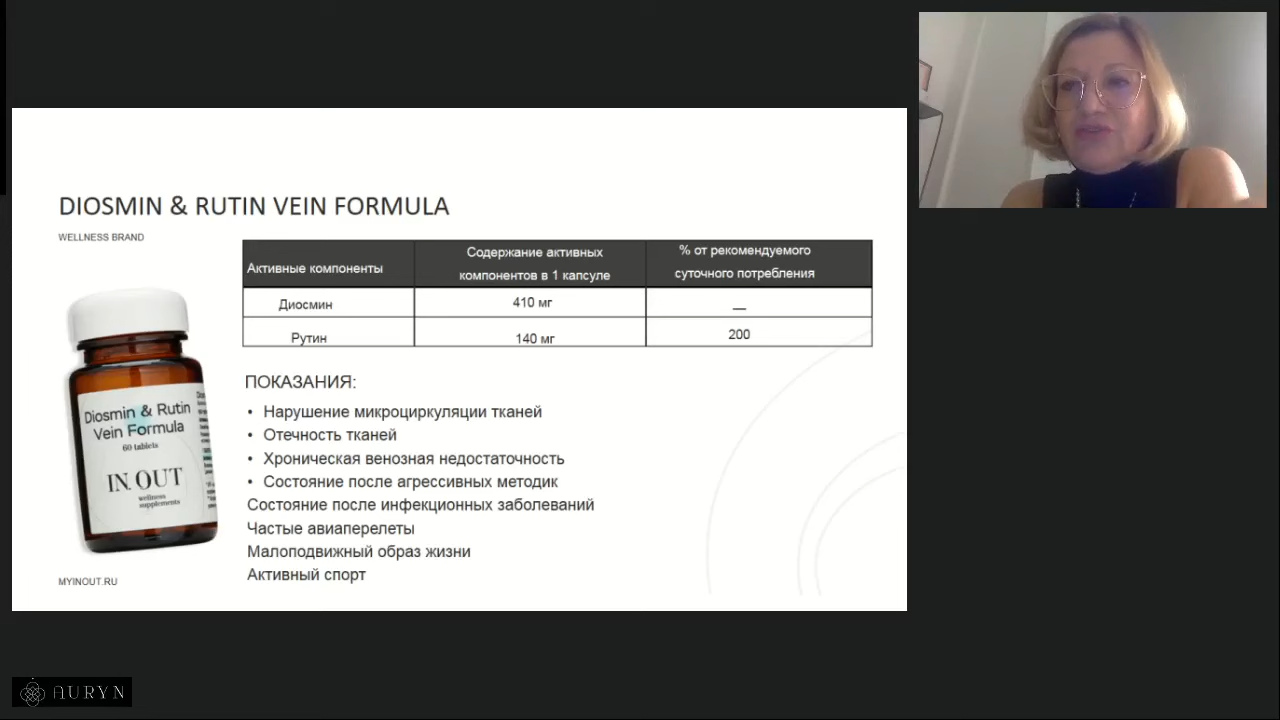 DIOSMIN & RUTIN VEIN FORMULA
WELLNESS BRAND
Активные компоненты
Содержание активных
компонентов в 1 капсуле
% от рекомендуемого
суточного потребления
Диосмин
410 мг
—
Рутин
140 мг
200
ПОКАЗАНИЯ:
• Нарушение микроциркуляции тканей
• Отечность тканей
• Хроническая венозная недостаточность
• Состояние после агрессивных методик
Состояние после инфекционных заболеваний
Частые авиаперелеты
Малоподвижный образ жизни
Активный спорт
Diosmin & Rutin
Vein Formula
60 tablets
IN.OUT
wellness
supplements
MYINOUT.RU
AURYN